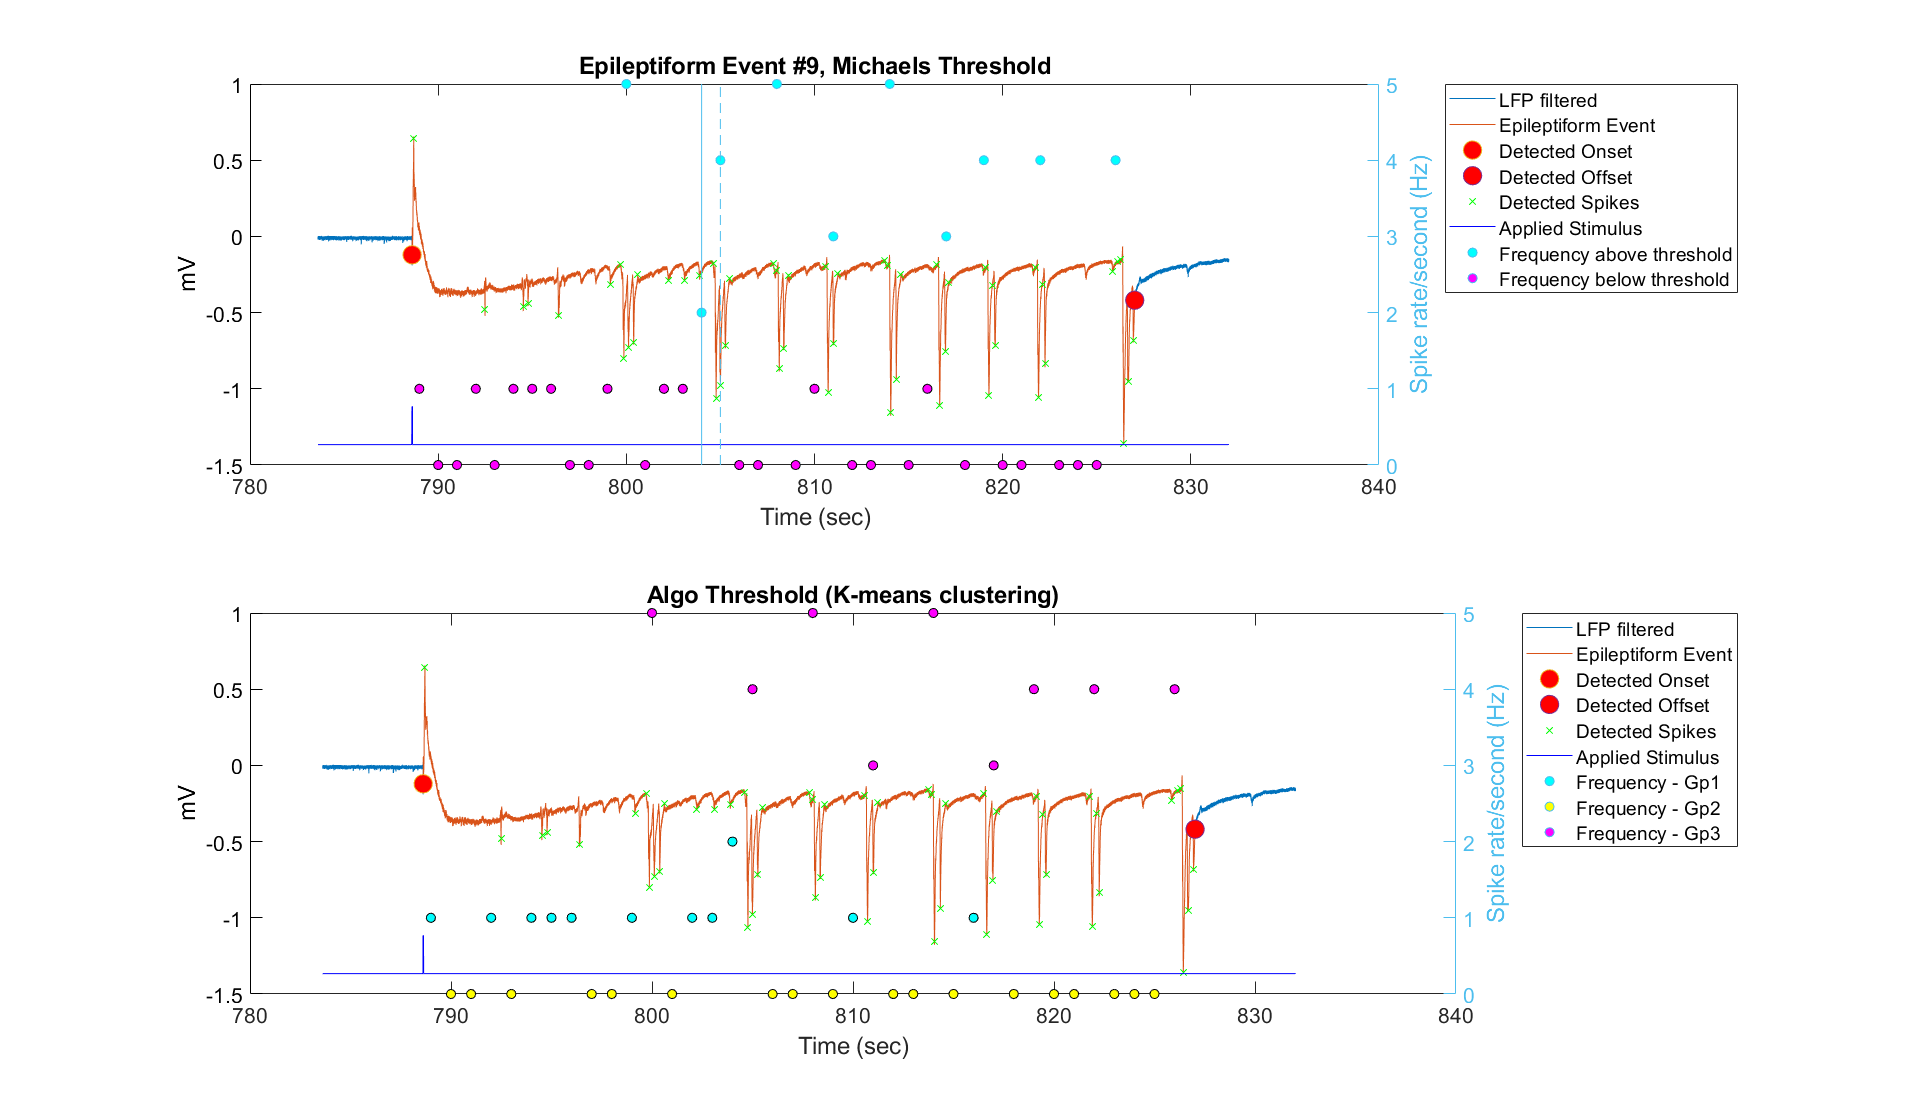 Epileptiform Event #9, Michaels Threshold
1
0.5
0
-0.5
-1
-1.5
mV
780
790
800
810
820
830
840
Time (sec)
5
4
3
2
1
0
Spike rate/second (Hz)
LFP filtered
Epileptiform Event
Detected Onset
Detected Offset
Detected Spikes
Applied Stimulus
Frequency above threshold
Frequency below threshold
Algo Threshold (K-means clustering)
1
0.5
0
-0.5
-1
-1.5
mV
780
790
800
810
820
830
840
Time (sec)
5
4
3
2
1
0
Spike rate/second (Hz)
LFP filtered
Epileptiform Event
Detected Onset
Detected Offset
Detected Spikes
Applied Stimulus
Frequency - Gp1
Frequency - Gp2
Frequency - Gp3